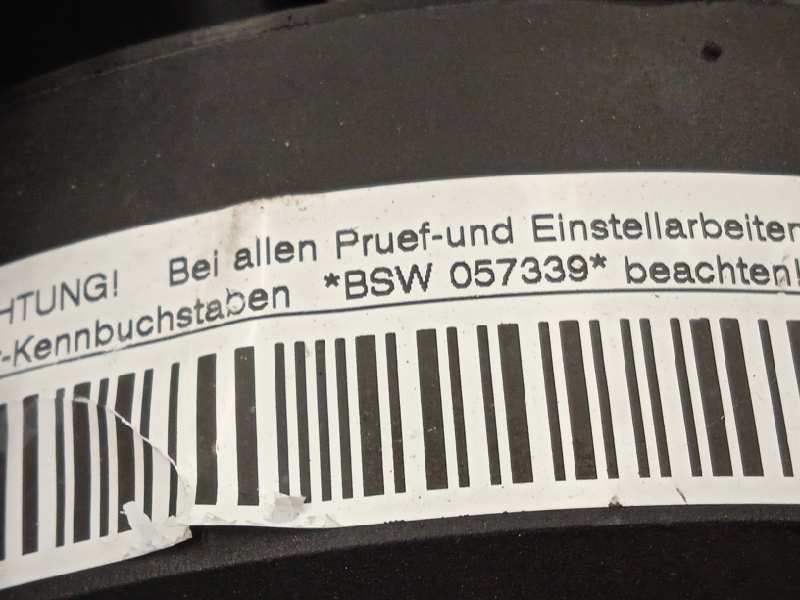 HTUNG! Bei allen Pruef-und Einstellarbeiten
-Kennbuchstaben *BSW 057339* beachten!